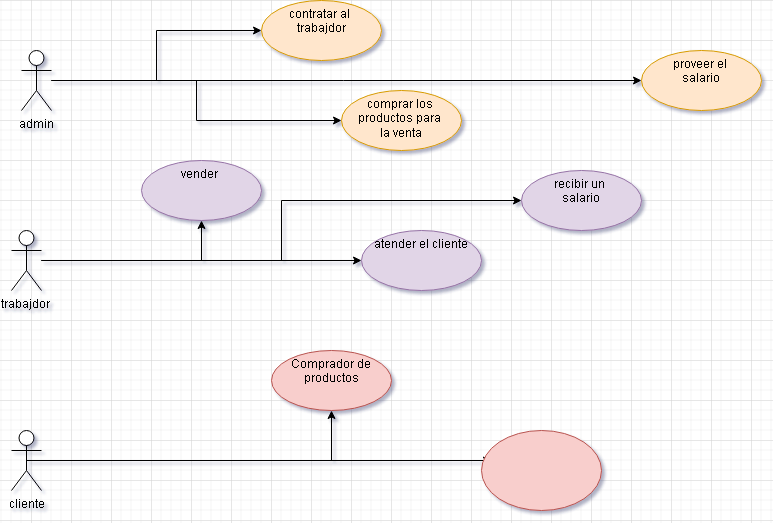 contratar al
trabajdor
proveer el
salario
admin
comprar los
productos para
la venta
vender
recibir un
salario
atender el cliente
trabajdor
Comprador de
productos
cliente